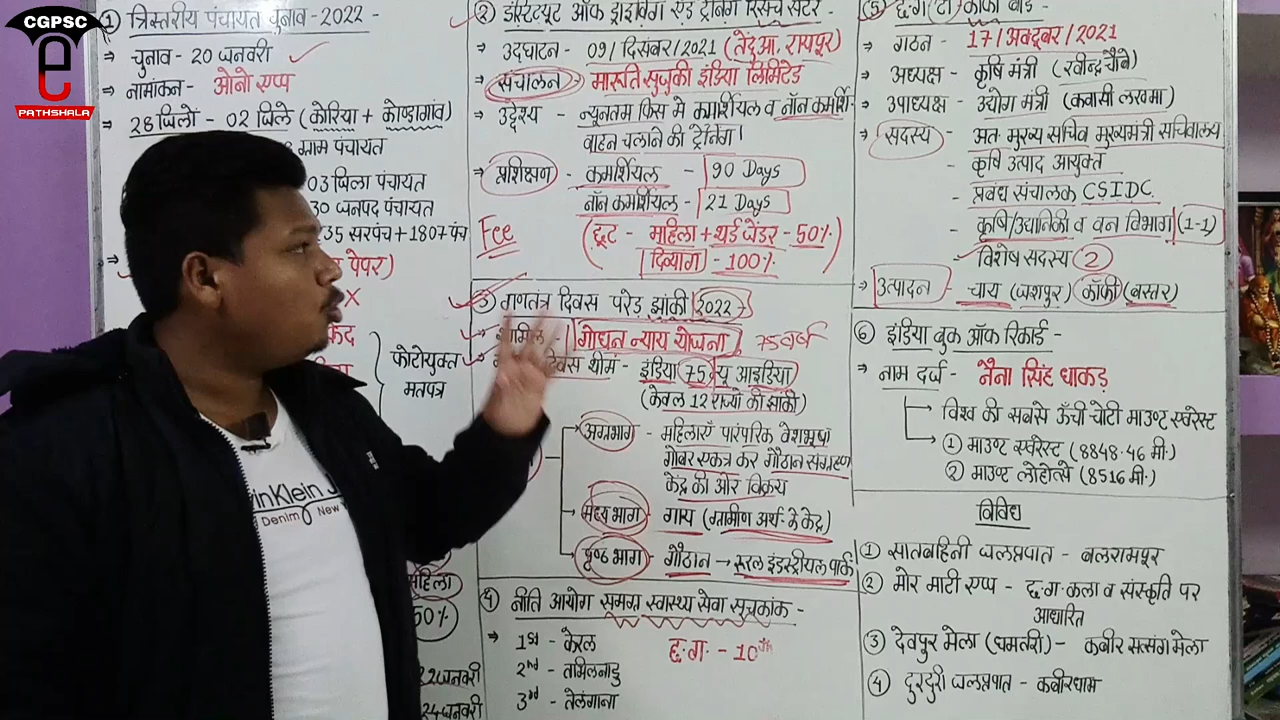 CGPSC
PATHSHALA
① त्रिस्तरीय पंचायत चुनाव - 2022 -
⇒ चुनाव - 20 जनवरी
⇒ नामांकन - ओनो एप्प
⇒ 28 जिलों - 02 जिले (कोरिया + कोण्डागांव)
ग्राम पंचायत
03 जिला पंचायत
30 जनपद पंचायत
35 सरपंच + 1807 पंच
पेपर)
X
फोटोयुक्त
मतपत्र
महिला
50%
22 जनवरी
24 जनवरी
② इंस्टिट्यूट ऑफ ड्राइविंग एंड ट्रेनिंग रिसर्च सेंटर -
⇒ उदघाटन - 09/दिसंबर/2021 (तेंदुआ, रायपुर)
⇒ संचालन ⇒ मारुति सुजुकी इंडिया लिमिटेड
⇒ उद्देश्य - न्यूनतम फिस मे कमर्शियल व नॉन कमर्शि-
वाहन चलाने की ट्रेनिंग।
⇒ प्रशिक्षण - कमर्शियल - 90 Days
नॉन कमर्शियल - 21 Days
Fee (छूट - महिला + थर्ड जेंडर - 50%)
दिव्यांग - 100%
③ गणतंत्र दिवस परेड झांकी 2022 -
शामिल - गोधन न्याय योजना 75 वर्ष
दिवस थीम - इंडिया 75 न्यू आइडिया
(केवल 12 राज्यों की झांकी)
अग्रभाग - महिलाएँ पारंपरिक वेशभूषा
गोबर एकत्र कर गौठान संग्रहण
केंद्र की ओर विक्रय
मध्य भाग - गाय (ग्रामीण अर्थ. के केंद्र)
पृष्ठ भाग - गौठान → रूरल इंडस्ट्रीयल पार्क
④ नीति आयोग समग्र स्वास्थ्य सेवा सूचकांक -
⇒ 1st - केरल
2nd - तामिलनाडु
3rd - तेलंगाना
छ.ग. - 10th
⑤ छ.ग. (टी) कॉफी बोर्ड -
⇒ गठन - 17/अक्टूबर/2021
⇒ अध्यक्ष - कृषि मंत्री (रवीन्द्र चौबे)
⇒ उपाध्यक्ष - उद्योग मंत्री (कवासी लखमा)
⇒ सदस्य - अत. मुख्य सचिव मुख्यमंत्री सचिवालय
- कृषि उत्पाद आयुक्त
- प्रबंध संचालक CSIDC
- कृषि/उद्यानिकी व वन विभाग (1-1)
विशेष सदस्य ②
⇒ उत्पादन - चाय (जशपुर) कॉफी (बस्तर)
⑥ इंडिया बुक ऑफ रिकार्ड -
⇒ नाम दर्ज - नैना सिंह धाकड़
विश्व की सबसे ऊँची चोटी माउण्ट एवरेस्ट
① माउण्ट एवरेस्ट (8848.46 मी.)
② माउण्ट लोहोत्से (8516 मी.)
विविध
① सातबहिनी जलप्रपात - बलरामपुर
② मोर माटी एप्प - छ.ग. कला व संस्कृति पर
आधारित
③ देवपुर मेला (धमतरी) - कबीर सत्संग मेला
④ दुरदुरी जलप्रपात - कबीरधाम